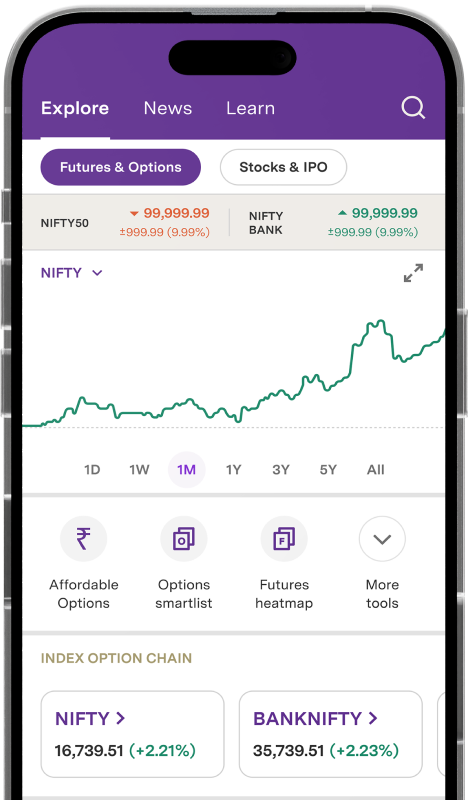 Explore News Learn
Futures & Options Stocks & IPO
NIFTY50 99,999.99 NIFTY 99,999.99
±999.99 (9.99%) BANK ±999.99 (9.99%)
NIFTY
1D 1W 1M 1Y 3Y 5Y All
₹ O F
Affordable Options Futures More
Options smartlist heatmap tools
INDEX OPTION CHAIN
NIFTY BANKNIFTY
16,739.51 (+2.21%) 35,739.51 (+2.23%)